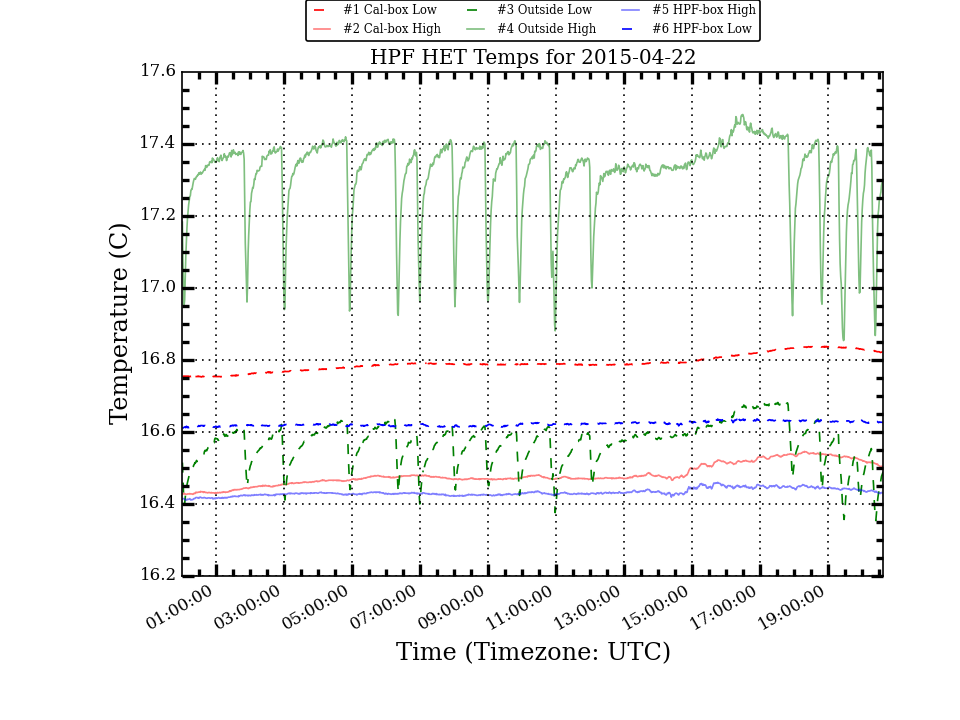 #1 Cal-box Low #3 Outside Low #5 HPF-box High
#2 Cal-box High #4 Outside High #6 HPF-box Low
HPF HET Temps for 2015-04-22
17.6
17.4
17.2
17.0
16.8
16.6
16.4
16.2
Temperature (C)
01:00:00 03:00:00 05:00:00 07:00:00 09:00:00 11:00:00 13:00:00 15:00:00 17:00:00 19:00:00
Time (Timezone: UTC)